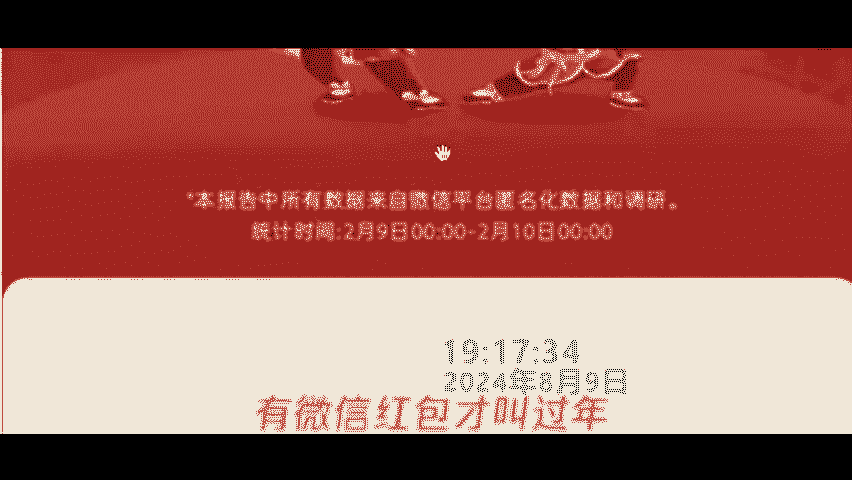 *本报告中所有数据来自微信平台匿名化数据和调研。
统计时间:2月9日00:00-2月10日00:00
19:17:34
2024年8月9日
有微信红包才叫过年